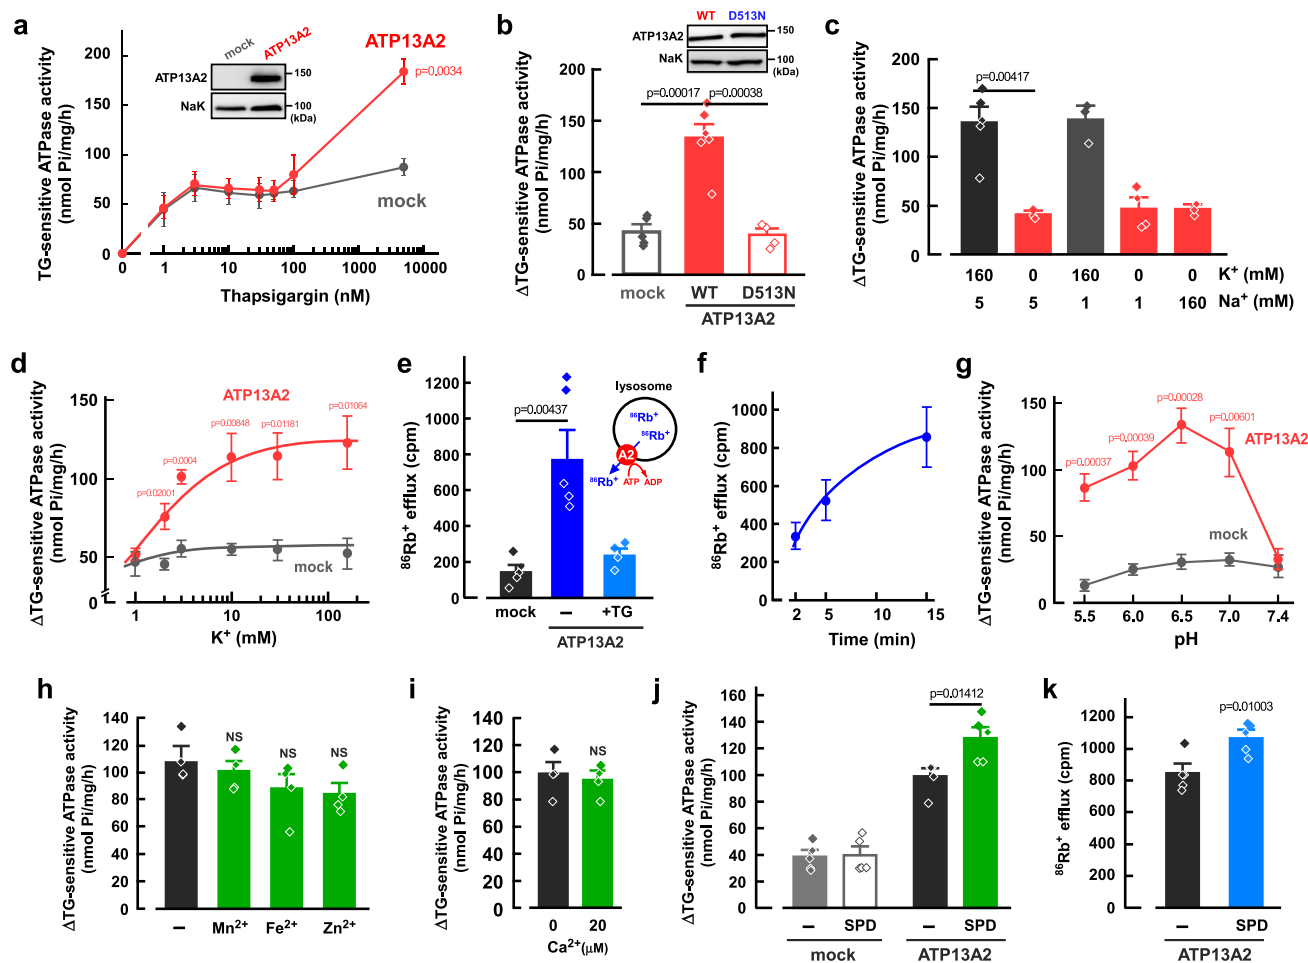 a
TG-sensitive ATPase activity
(nmol Pi/mg/h)
200
150
100
50
0
mock
ATP13A2
ATP13A2
NaK
150
100
(kDa)
ATP13A2
p=0.0034
mock
0
1
10
100
10000
Thapsigargin (nM)
b
ΔTG-sensitive ATPase activity
(nmol Pi/mg/h)
WT
D513N
ATP13A2
NaK
150
100
(kDa)
200
150
100
50
0
p=0.00017
p=0.00038
mock
WT
D513N
ATP13A2
c
ΔTG-sensitive ATPase activity
(nmol Pi/mg/h)
200
150
100
50
0
p=0.00417
160 0 160 0 0 K⁺ (mM)
5 5 1 1 160 Na⁺ (mM)
d
ΔTG-sensitive ATPase activity
(nmol Pi/mg/h)
150
100
50
0
ATP13A2
p=0.02001
p=0.0004
p=0.00848
p=0.01181
p=0.01064
mock
1
10
100
K⁺ (mM)
e
⁸⁶Rb⁺ efflux (cpm)
1200
1000
800
600
400
200
0
p=0.00437
lysosome
⁸⁶Rb⁺
⁸⁶Rb⁺
A2
⁸⁶Rb⁺
ATP
ADP
mock
–
+TG
ATP13A2
f
⁸⁶Rb⁺ efflux (cpm)
1000
800
600
400
200
0
2
5
15
Time (min)
g
ΔTG-sensitive ATPase activity
(nmol Pi/mg/h)
150
100
50
0
p=0.00037
p=0.00039
p=0.00028
p=0.00601
ATP13A2
mock
5.5
6.0
6.5
7.0
7.4
pH
h
ΔTG-sensitive ATPase activity
(nmol Pi/mg/h)
140
120
100
80
60
40
20
0
NS
NS
NS
–
Mn²⁺
Fe²⁺
Zn²⁺
i
ΔTG-sensitive ATPase activity
(nmol Pi/mg/h)
140
120
100
80
60
40
20
0
NS
0
20
Ca²⁺(μM)
j
ΔTG-sensitive ATPase activity
(nmol Pi/mg/h)
160
140
120
100
80
60
40
20
0
p=0.01412
–
SPD
–
SPD
mock
ATP13A2
k
⁸⁶Rb⁺ efflux (cpm)
1200
1000
800
600
400
200
0
p=0.01003
–
SPD
ATP13A2